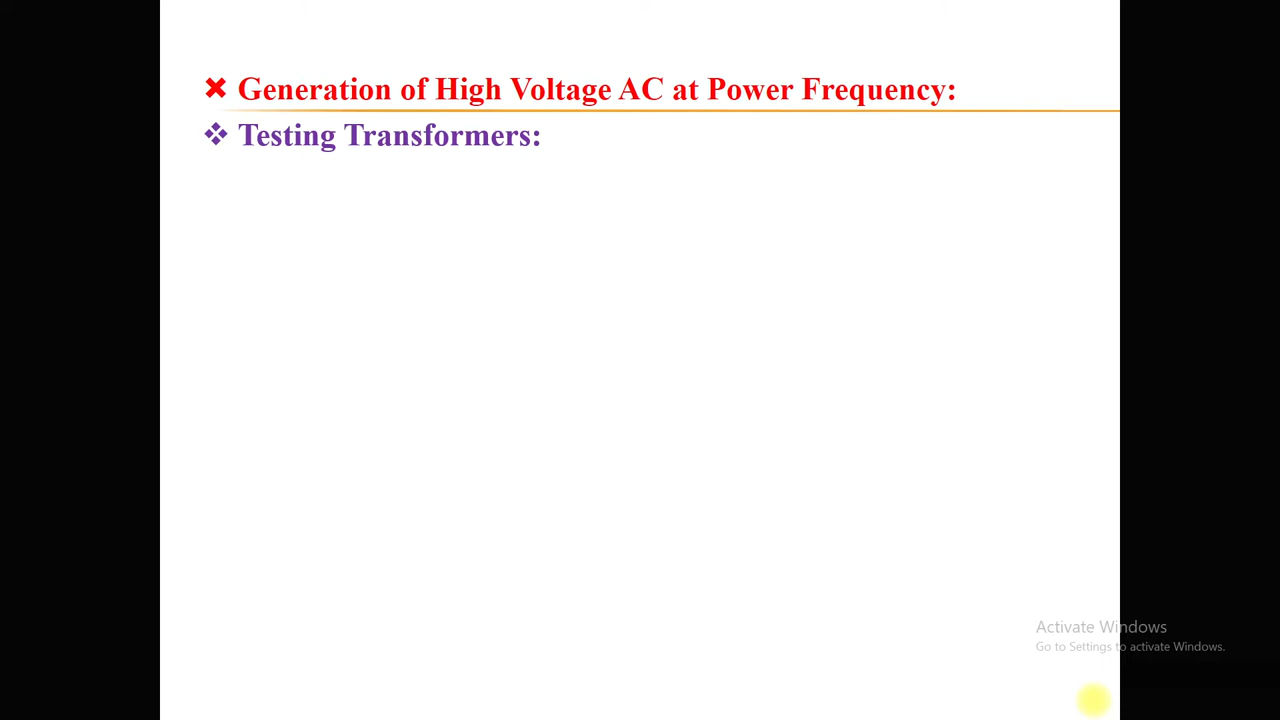 Generation of High Voltage AC at Power Frequency:
Testing Transformers:
Activate Windows
Go to Settings to activate Windows.